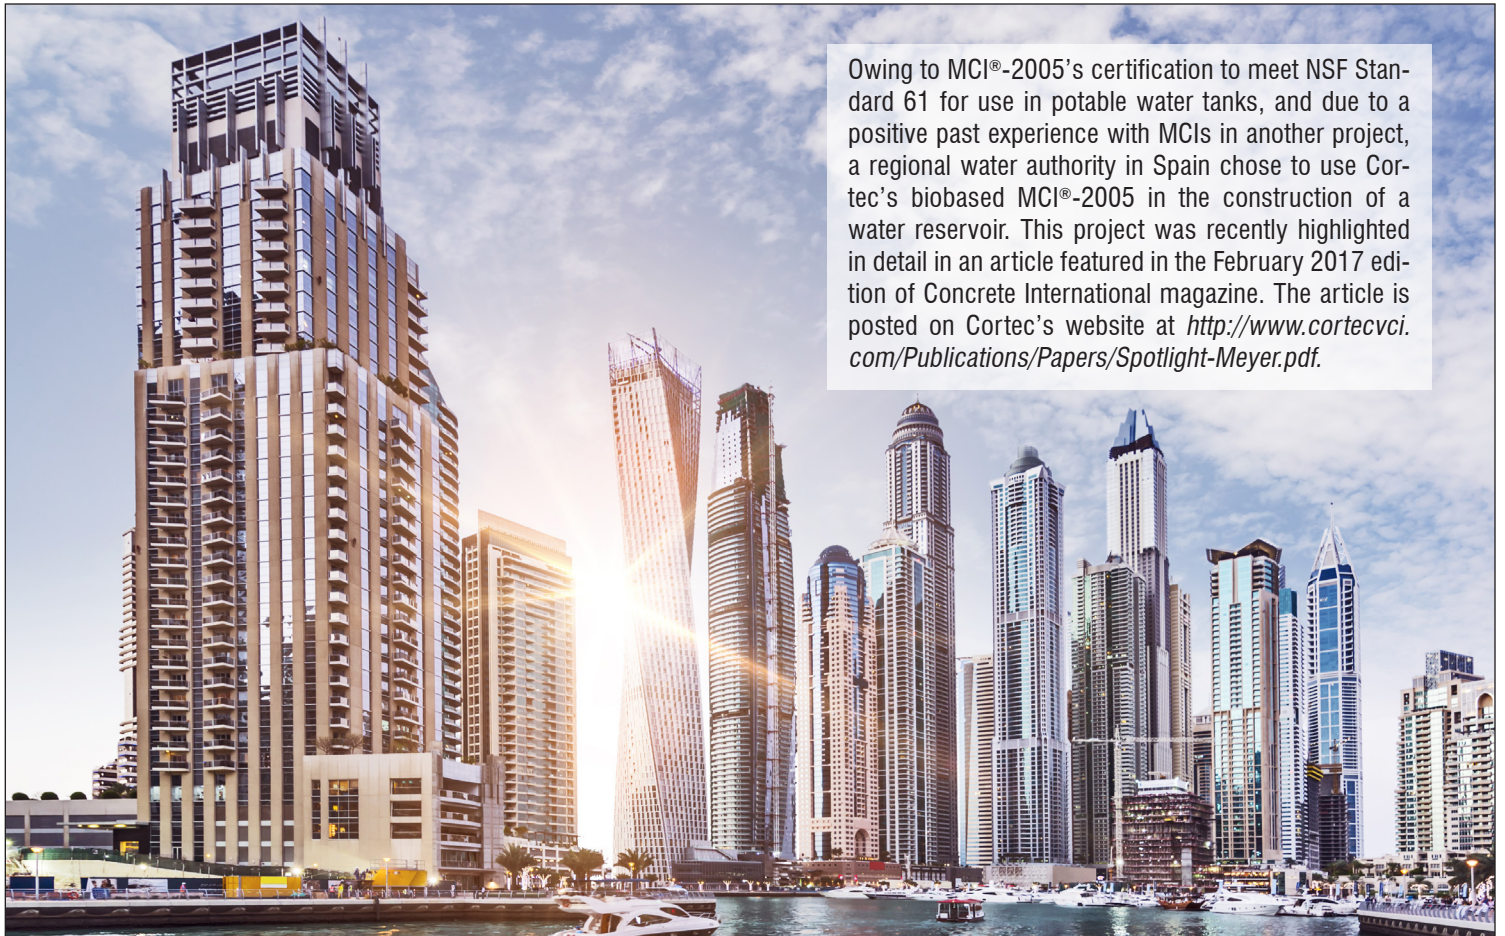 Owing to MCI®-2005’s certification to meet NSF Stan-
dard 61 for use in potable water tanks, and due to a
positive past experience with MCIs in another project,
a regional water authority in Spain chose to use Cor-
tec’s biobased MCI®-2005 in the construction of a
water reservoir. This project was recently highlighted
in detail in an article featured in the February 2017 edi-
tion of Concrete International magazine. The article is
posted on Cortec’s website at http://www.cortecvci.
com/Publications/Papers/Spotlight-Meyer.pdf.